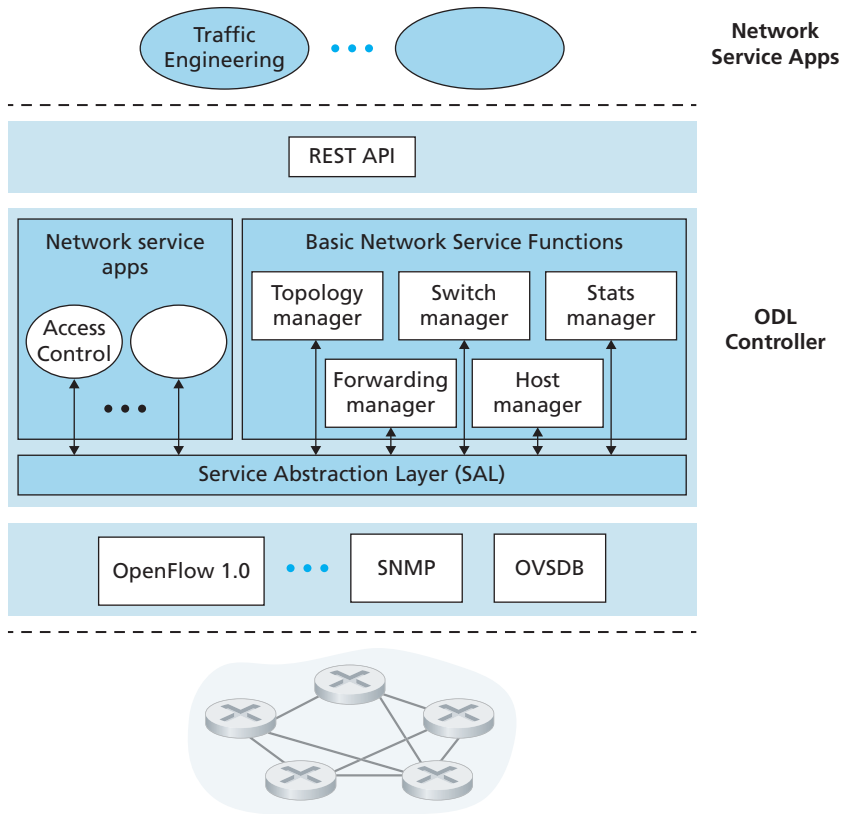 Traffic
Engineering
Network
Service Apps
REST API
Network service
apps
Access
Control
Basic Network Service Functions
Topology
manager
Switch
manager
Stats
manager
Forwarding
manager
Host
manager
ODL
Controller
Service Abstraction Layer (SAL)
OpenFlow 1.0
SNMP
OVSDB